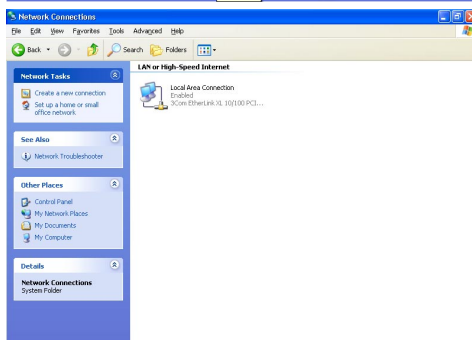 Network Connections
File Edit View Favorites Tools Advanced Help
Back Search Folders
Network Tasks
Create a new connection
Set up a home or small
office network
See Also
Network Troubleshooter
Other Places
Control Panel
My Network Places
My Documents
My Computer
Details
Network Connections
System Folder
LAN or High-Speed Internet
Local Area Connection
Enabled
3Com EtherLink XL 10/100 PCI...